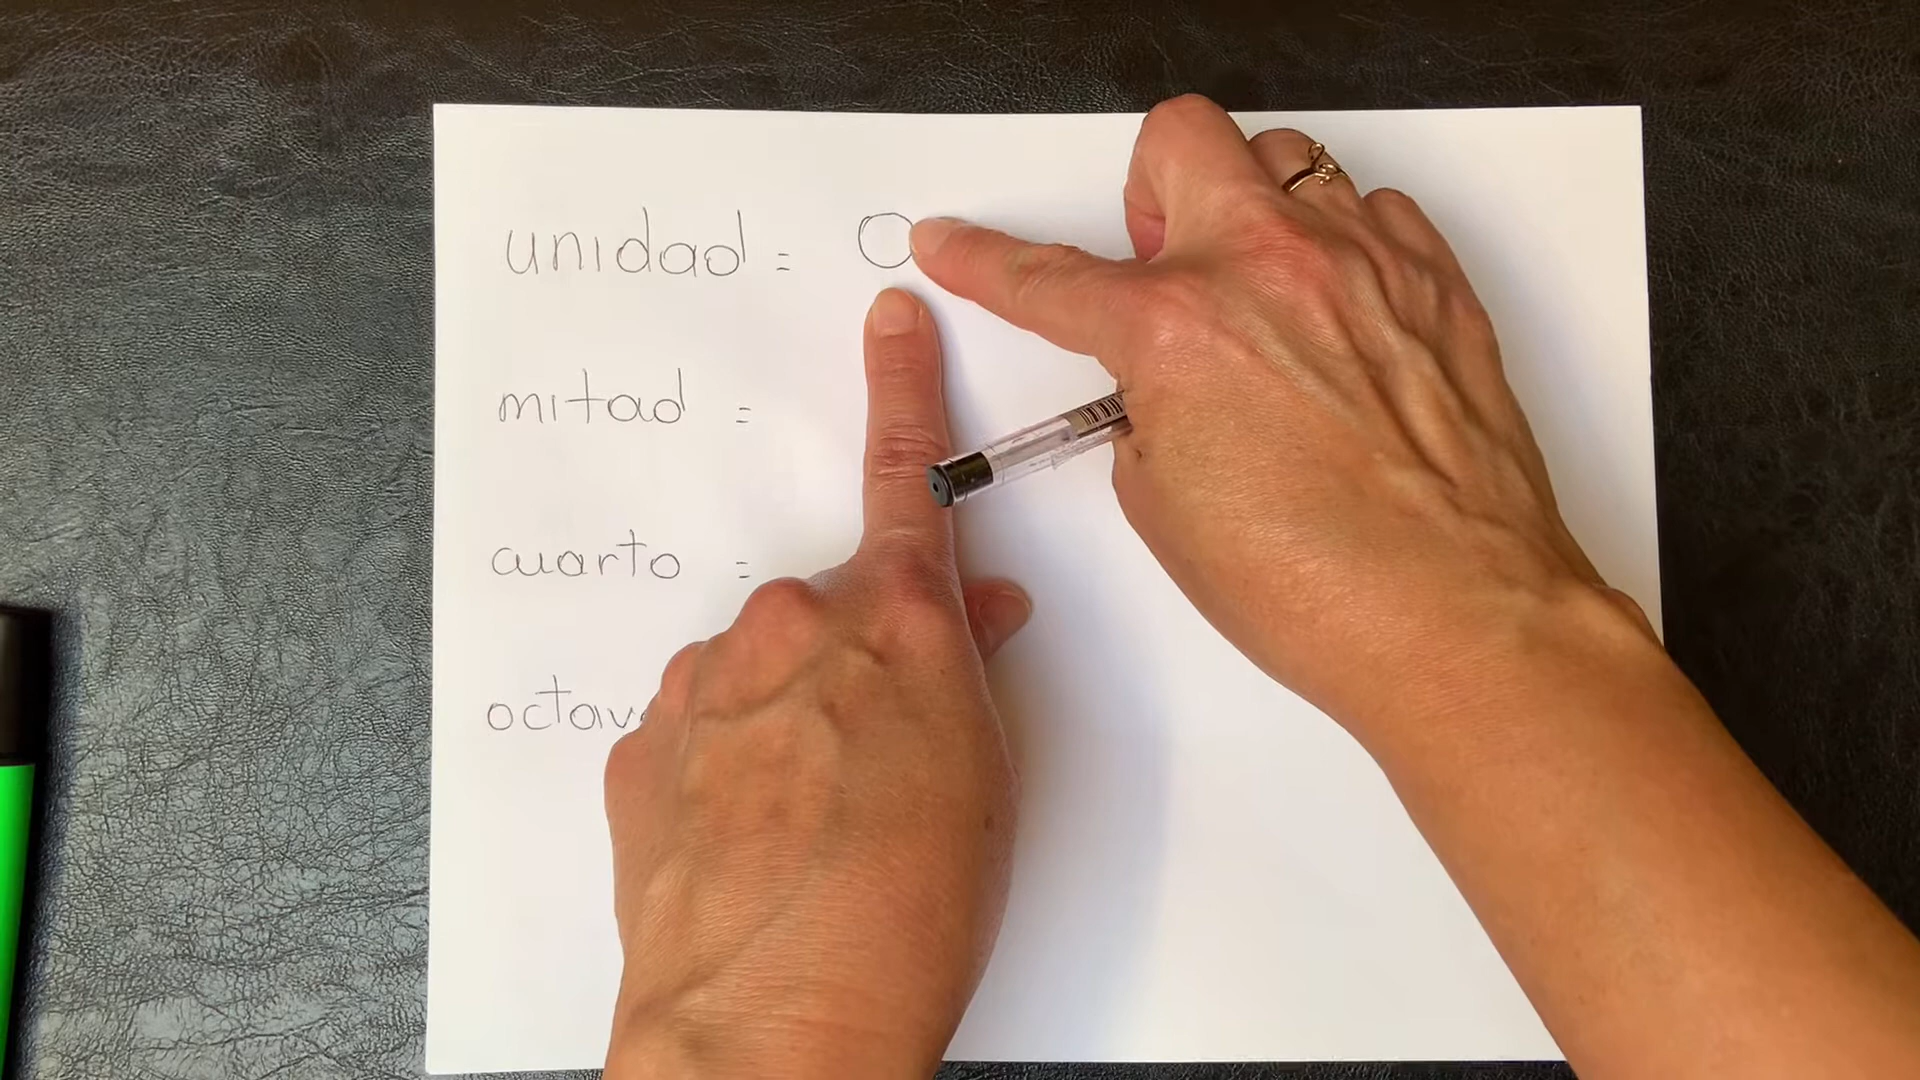 unidad =
mitad =
cuarto =
octav